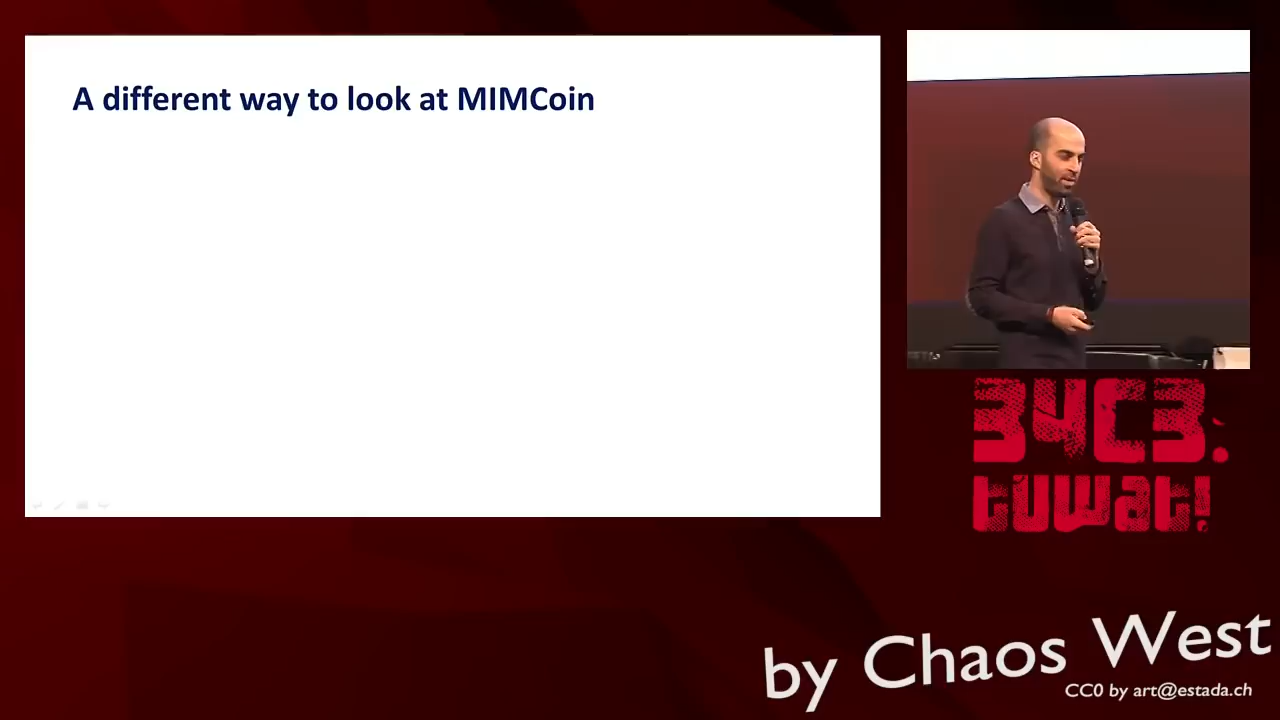 A different way to look at MIMCoin
34C3.
tuwat!
by Chaos West
CC0 by art@estada.ch